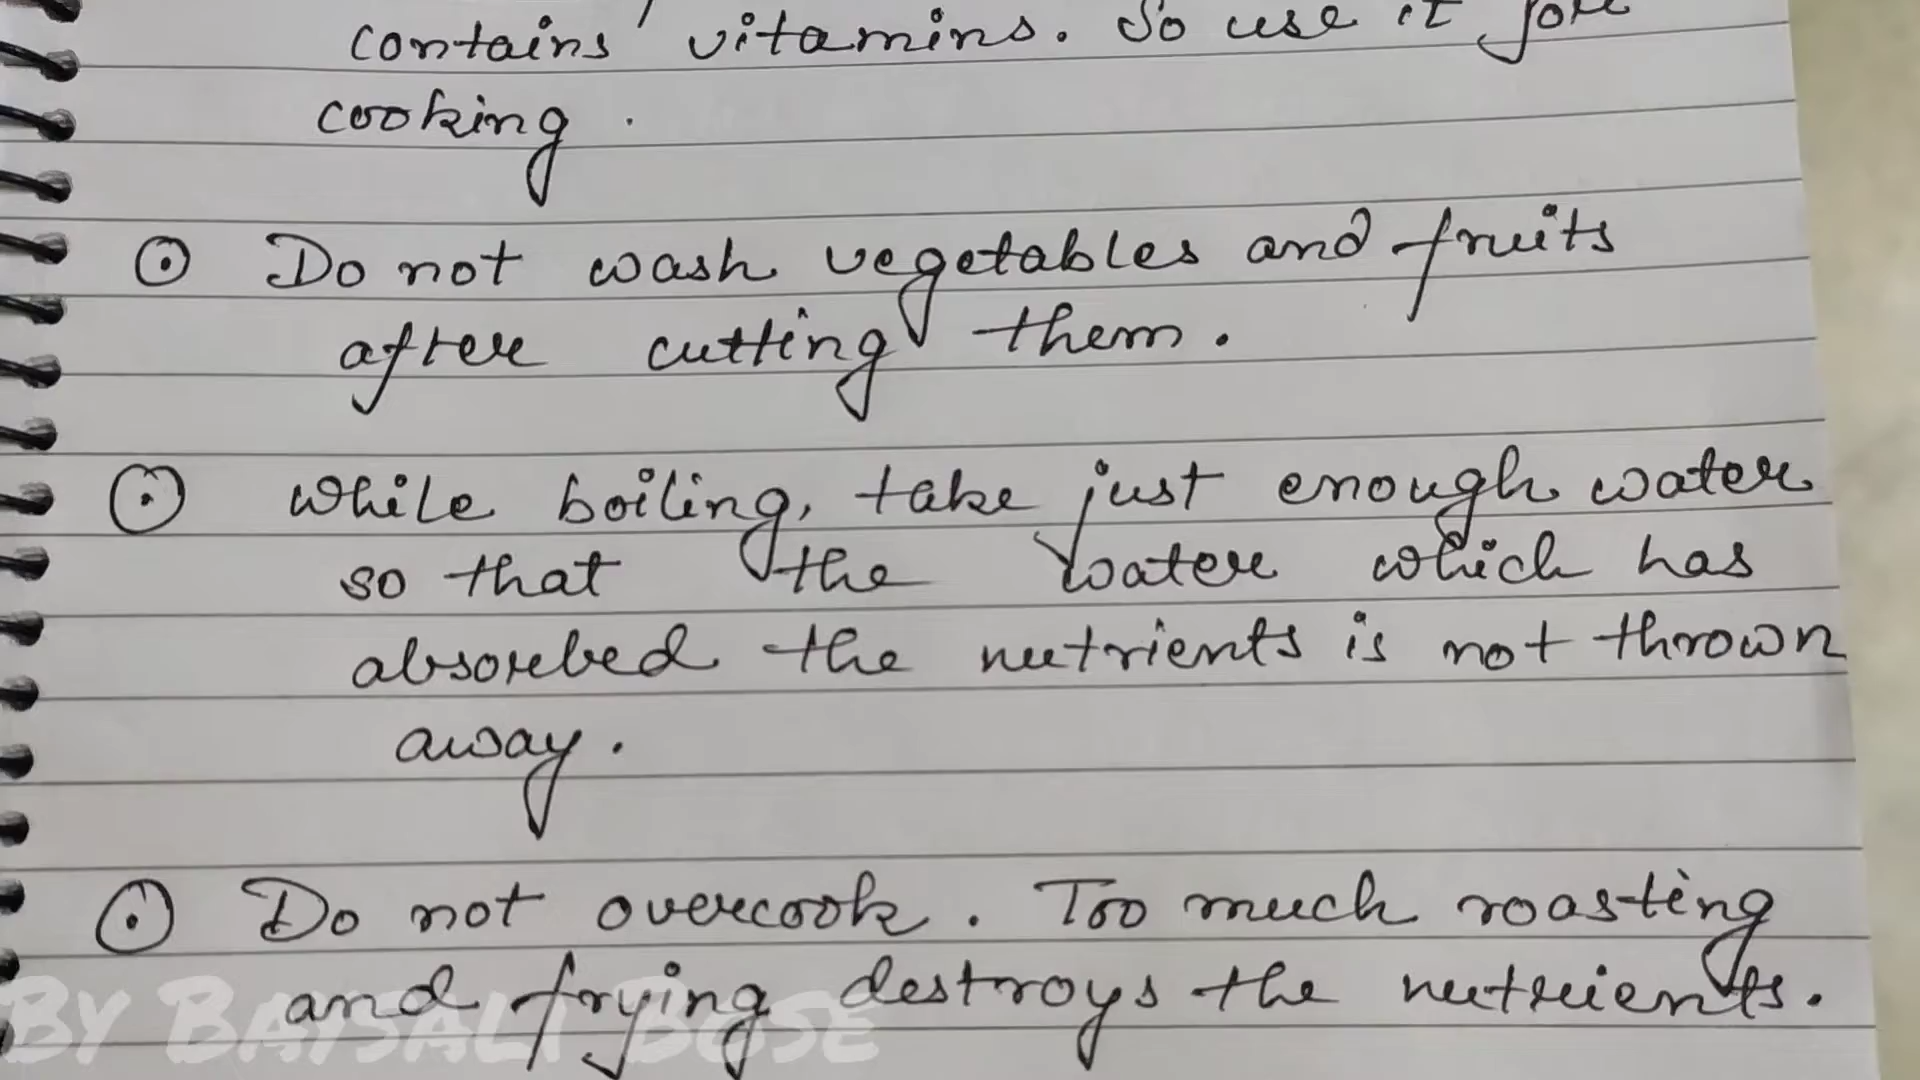 contains vitamins. So use it for
cooking.
⊙ Do not wash vegetables and fruits
after cutting them.
⊙ While boiling, take just enough water
so that the water which has
absorbed the nutrients is not thrown
away.
⊙ Do not overcook. Too much roasting
and frying destroys the nutrients.
By Baysali Bose